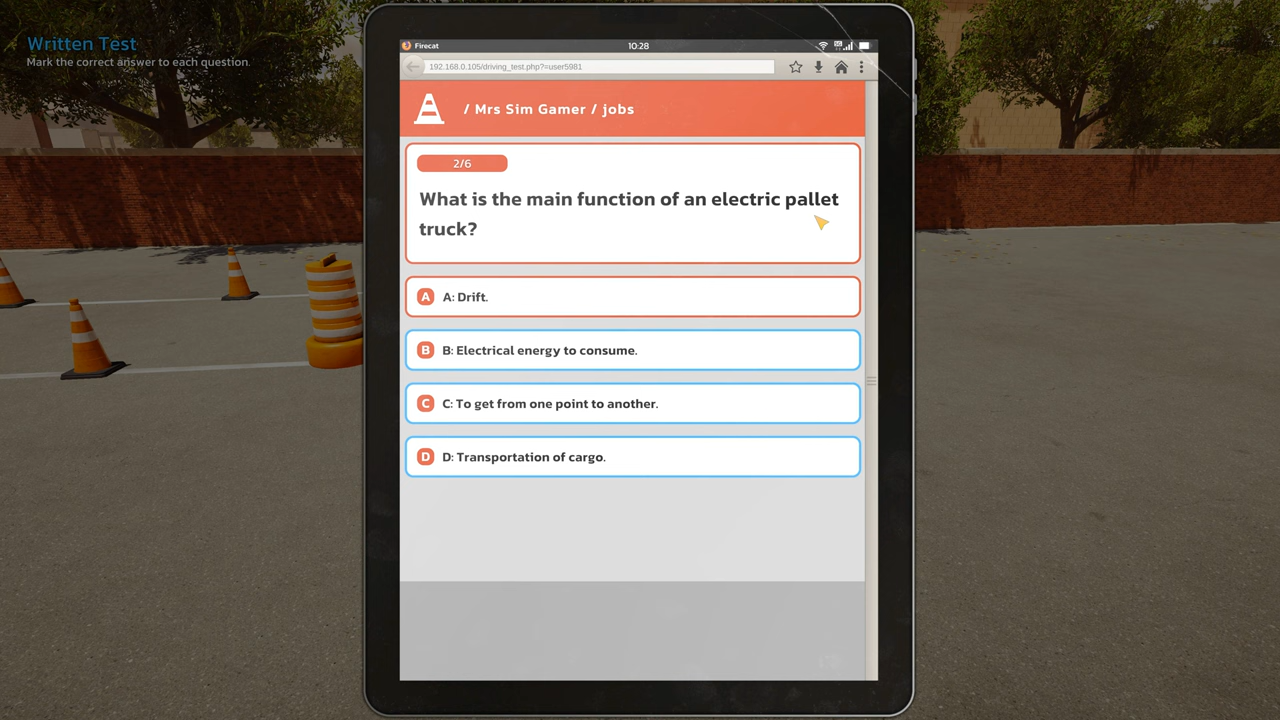 Written Test
Mark the correct answer to each question.
Firecat
10:28
192.168.0.105/driving_test.php?=user5981
/ Mrs Sim Gamer / jobs
2/6
What is the main function of an electric pallet
truck?
A A: Drift.
B B: Electrical energy to consume.
C C: To get from one point to another.
D D: Transportation of cargo.